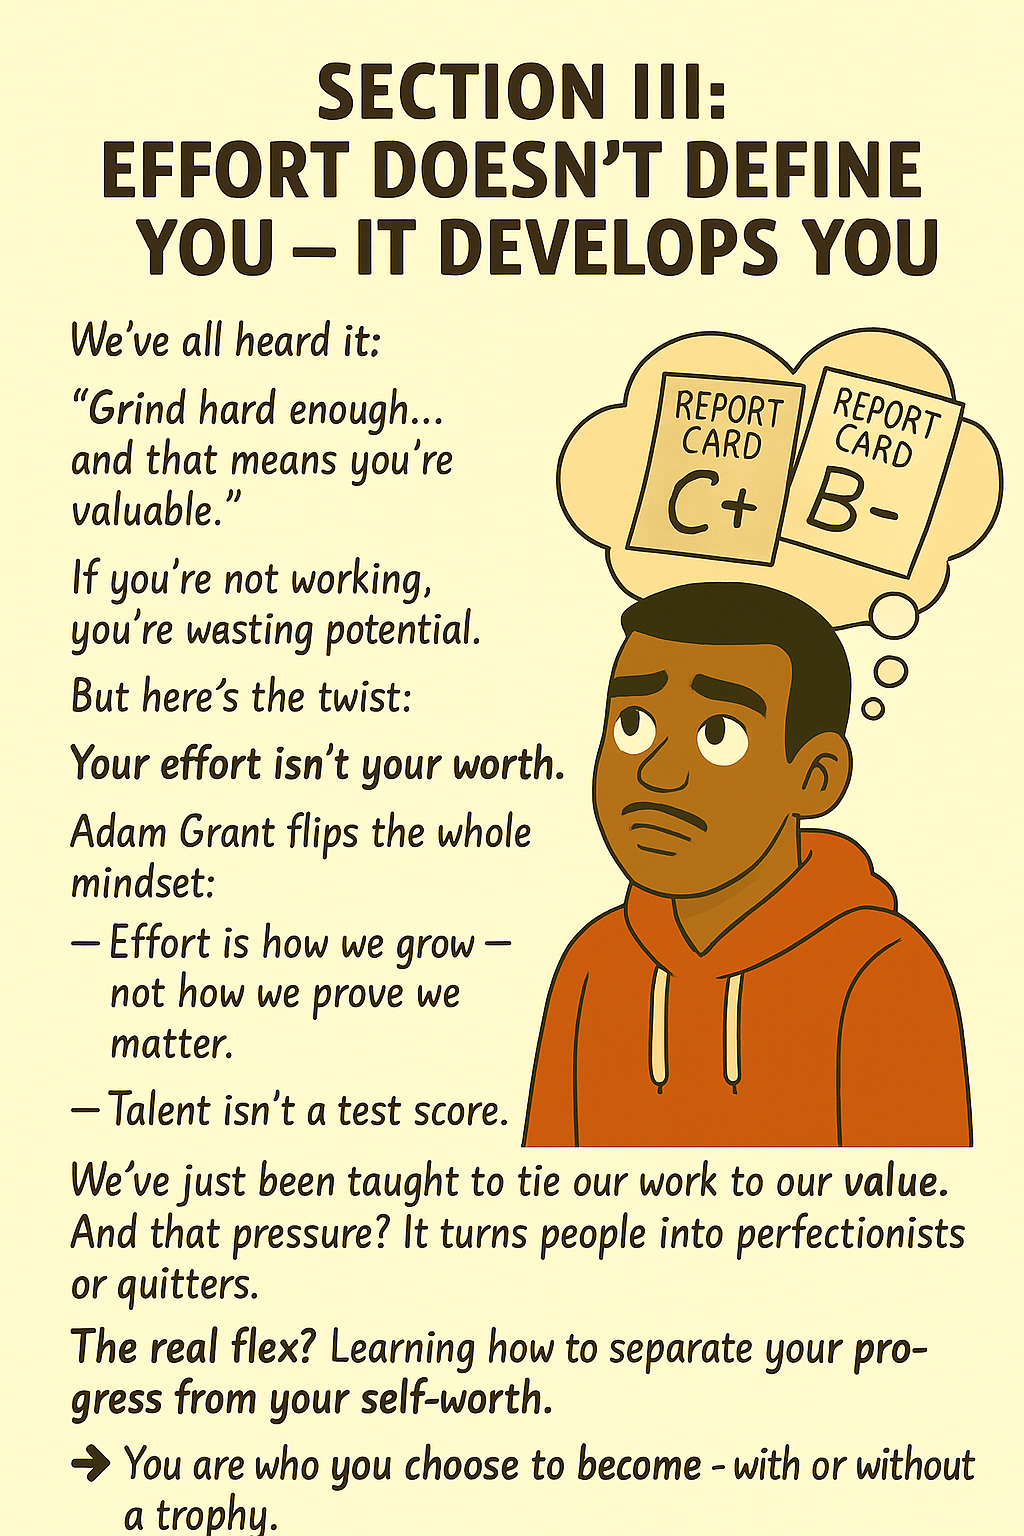 SECTION III:
EFFORT DOESN’T DEFINE
YOU – IT DEVELOPS YOU
We’ve all heard it:
“Grind hard enough...
and that means you’re
valuable.”
If you’re not working,
you’re wasting potential.
But here’s the twist:
Your effort isn’t your worth.
Adam Grant flips the whole
mindset:
– Effort is how we grow –
not how we prove we
matter.
– Talent isn’t a test score.
We’ve just been taught to tie our work to our value.
And that pressure? It turns people into perfectionists
or quitters.
The real flex? Learning how to separate your pro-
gress from your self-worth.
➔ You are who you choose to become - with or without
a trophy.
REPORT
CARD
C+
REPORT
CARD
B-